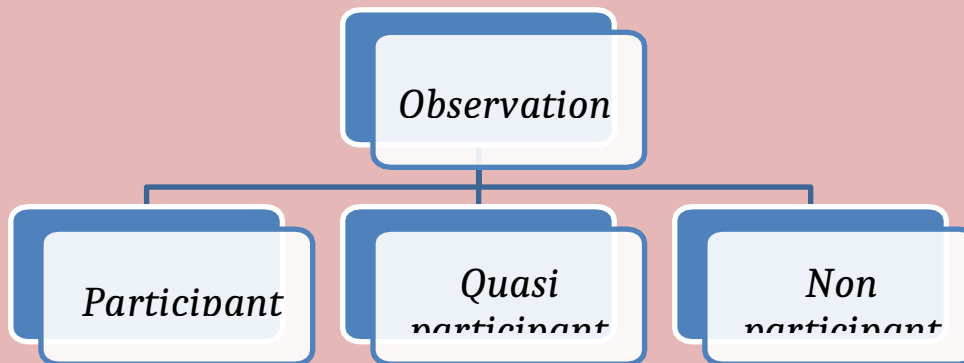 Observation
Participant
Quasi
participant
Non
participant